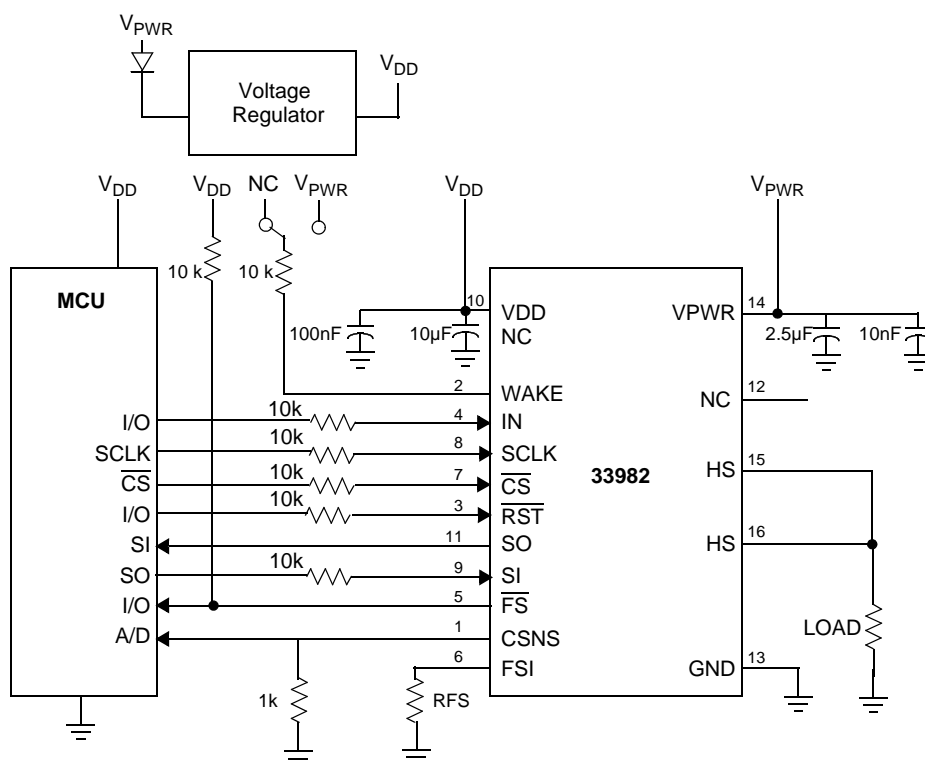 VPWR
Voltage
Regulator
VDD
VDD
VDD
NC
VPWR
VDD
VPWR
10 k
10 k
MCU
100nF
10µF
10
VDD
NC
VPWR
14
2.5µF
10nF
2
WAKE
NC
12
I/O
10k
4
IN
SCLK
10k
8
SCLK
33982
HS
15
CS
10k
7
CS
I/O
10k
3
RST
SI
11
SO
HS
16
SO
10k
9
SI
I/O
5
FS
A/D
1
CSNS
LOAD
6
FSI
GND
13
1k
RFS